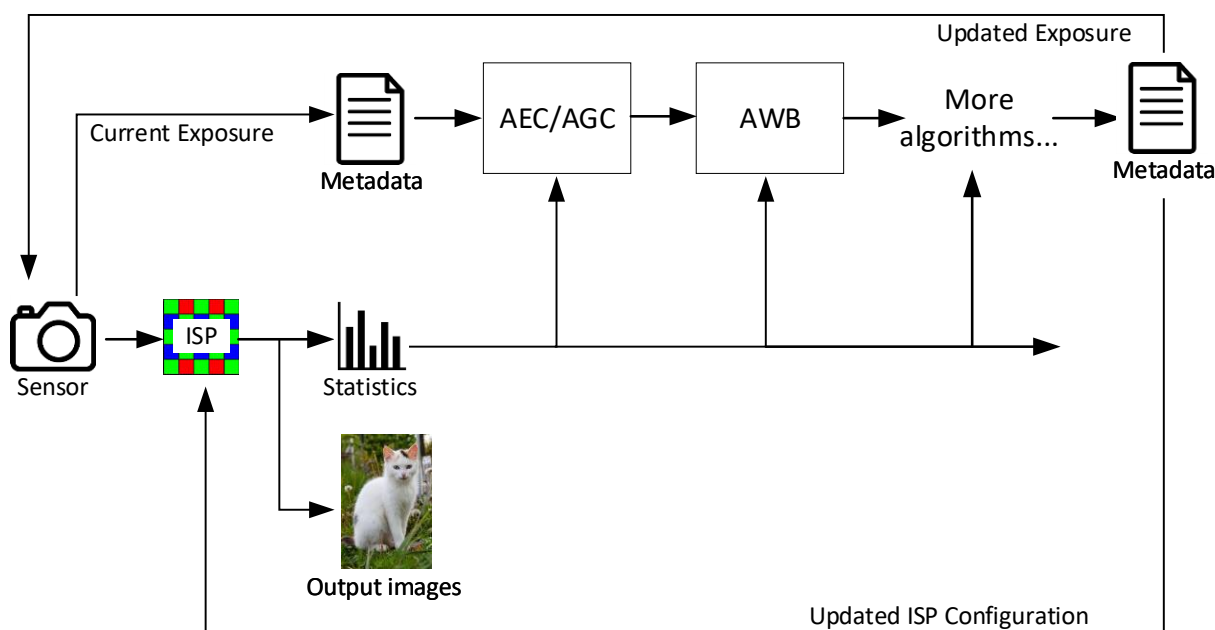 Updated Exposure
Current Exposure
Metadata
AEC/AGC
AWB
More
algorithms...
Metadata
Sensor
ISP
Statistics
Output images
Updated ISP Configuration